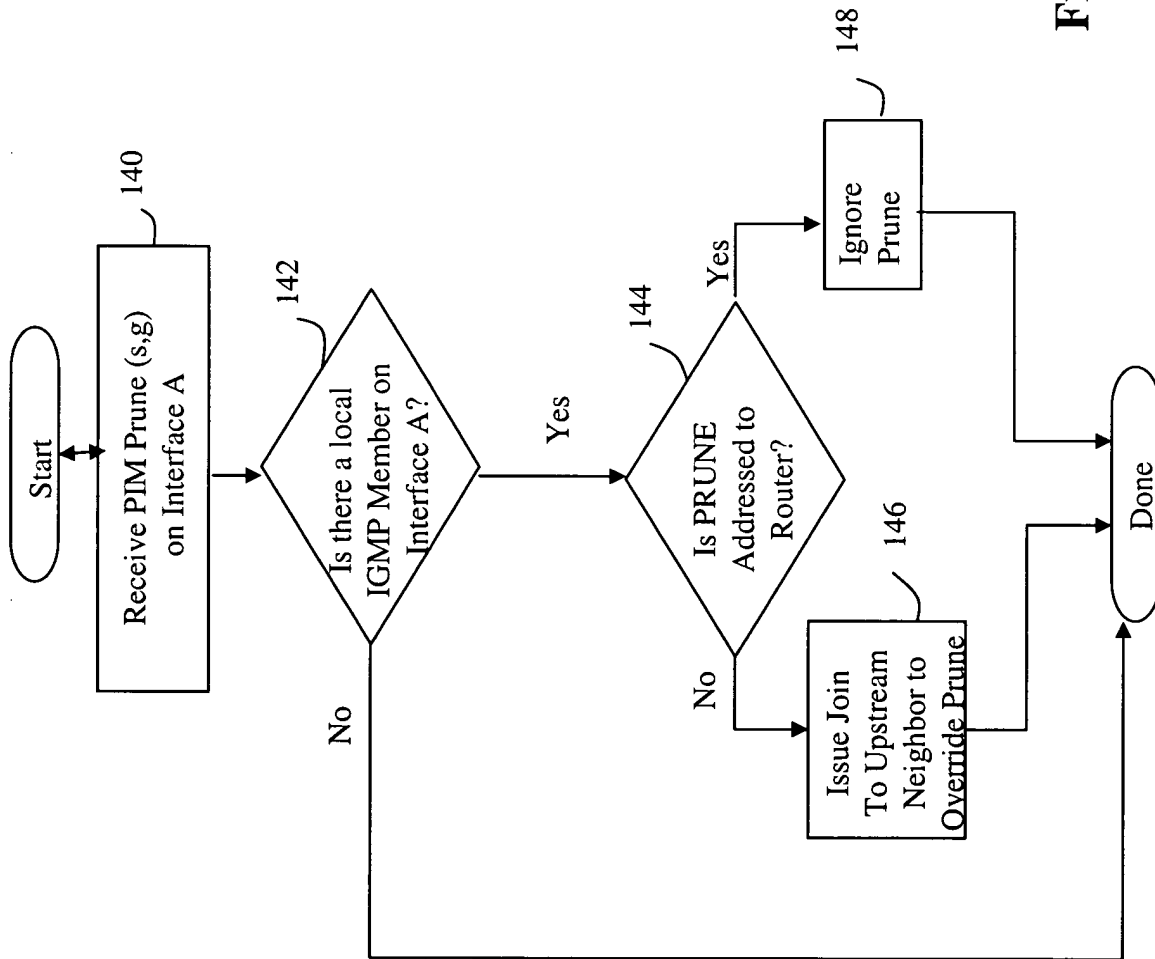 Start
140
Receive PIM Prune (s,g)
on Interface A
142
Is there a local
IGMP Member on
Interface A?
No
Yes
144
Is PRUNE
Addressed to
Router?
No
Yes
146
Issue Join
To Upstream
Neighbor to
Override Prune
148
Ignore
Prune
Done